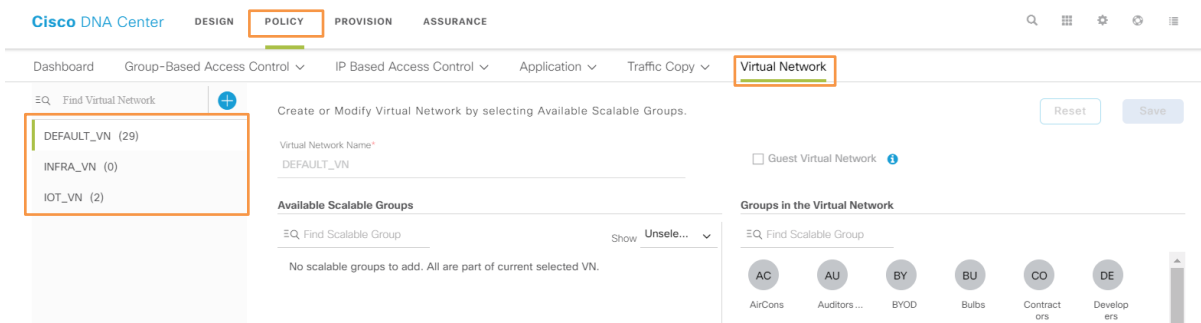 Cisco DNA Center DESIGN POLICY PROVISION ASSURANCE
Dashboard Group-Based Access Control IP Based Access Control Application Traffic Copy Virtual Network
Find Virtual Network
Create or Modify Virtual Network by selecting Available Scalable Groups.
Reset Save
DEFAULT_VN (29)
INFRA_VN (0)
IOT_VN (2)
Virtual Network Name*
DEFAULT_VN
Guest Virtual Network
Available Scalable Groups
Find Scalable Group
Show Unsele...
No scalable groups to add. All are part of current selected VN.
Groups in the Virtual Network
Find Scalable Group
AC AU BY BU CO DE
AirCons Auditors ... BYOD Bulbs Contract Develop
ors ers